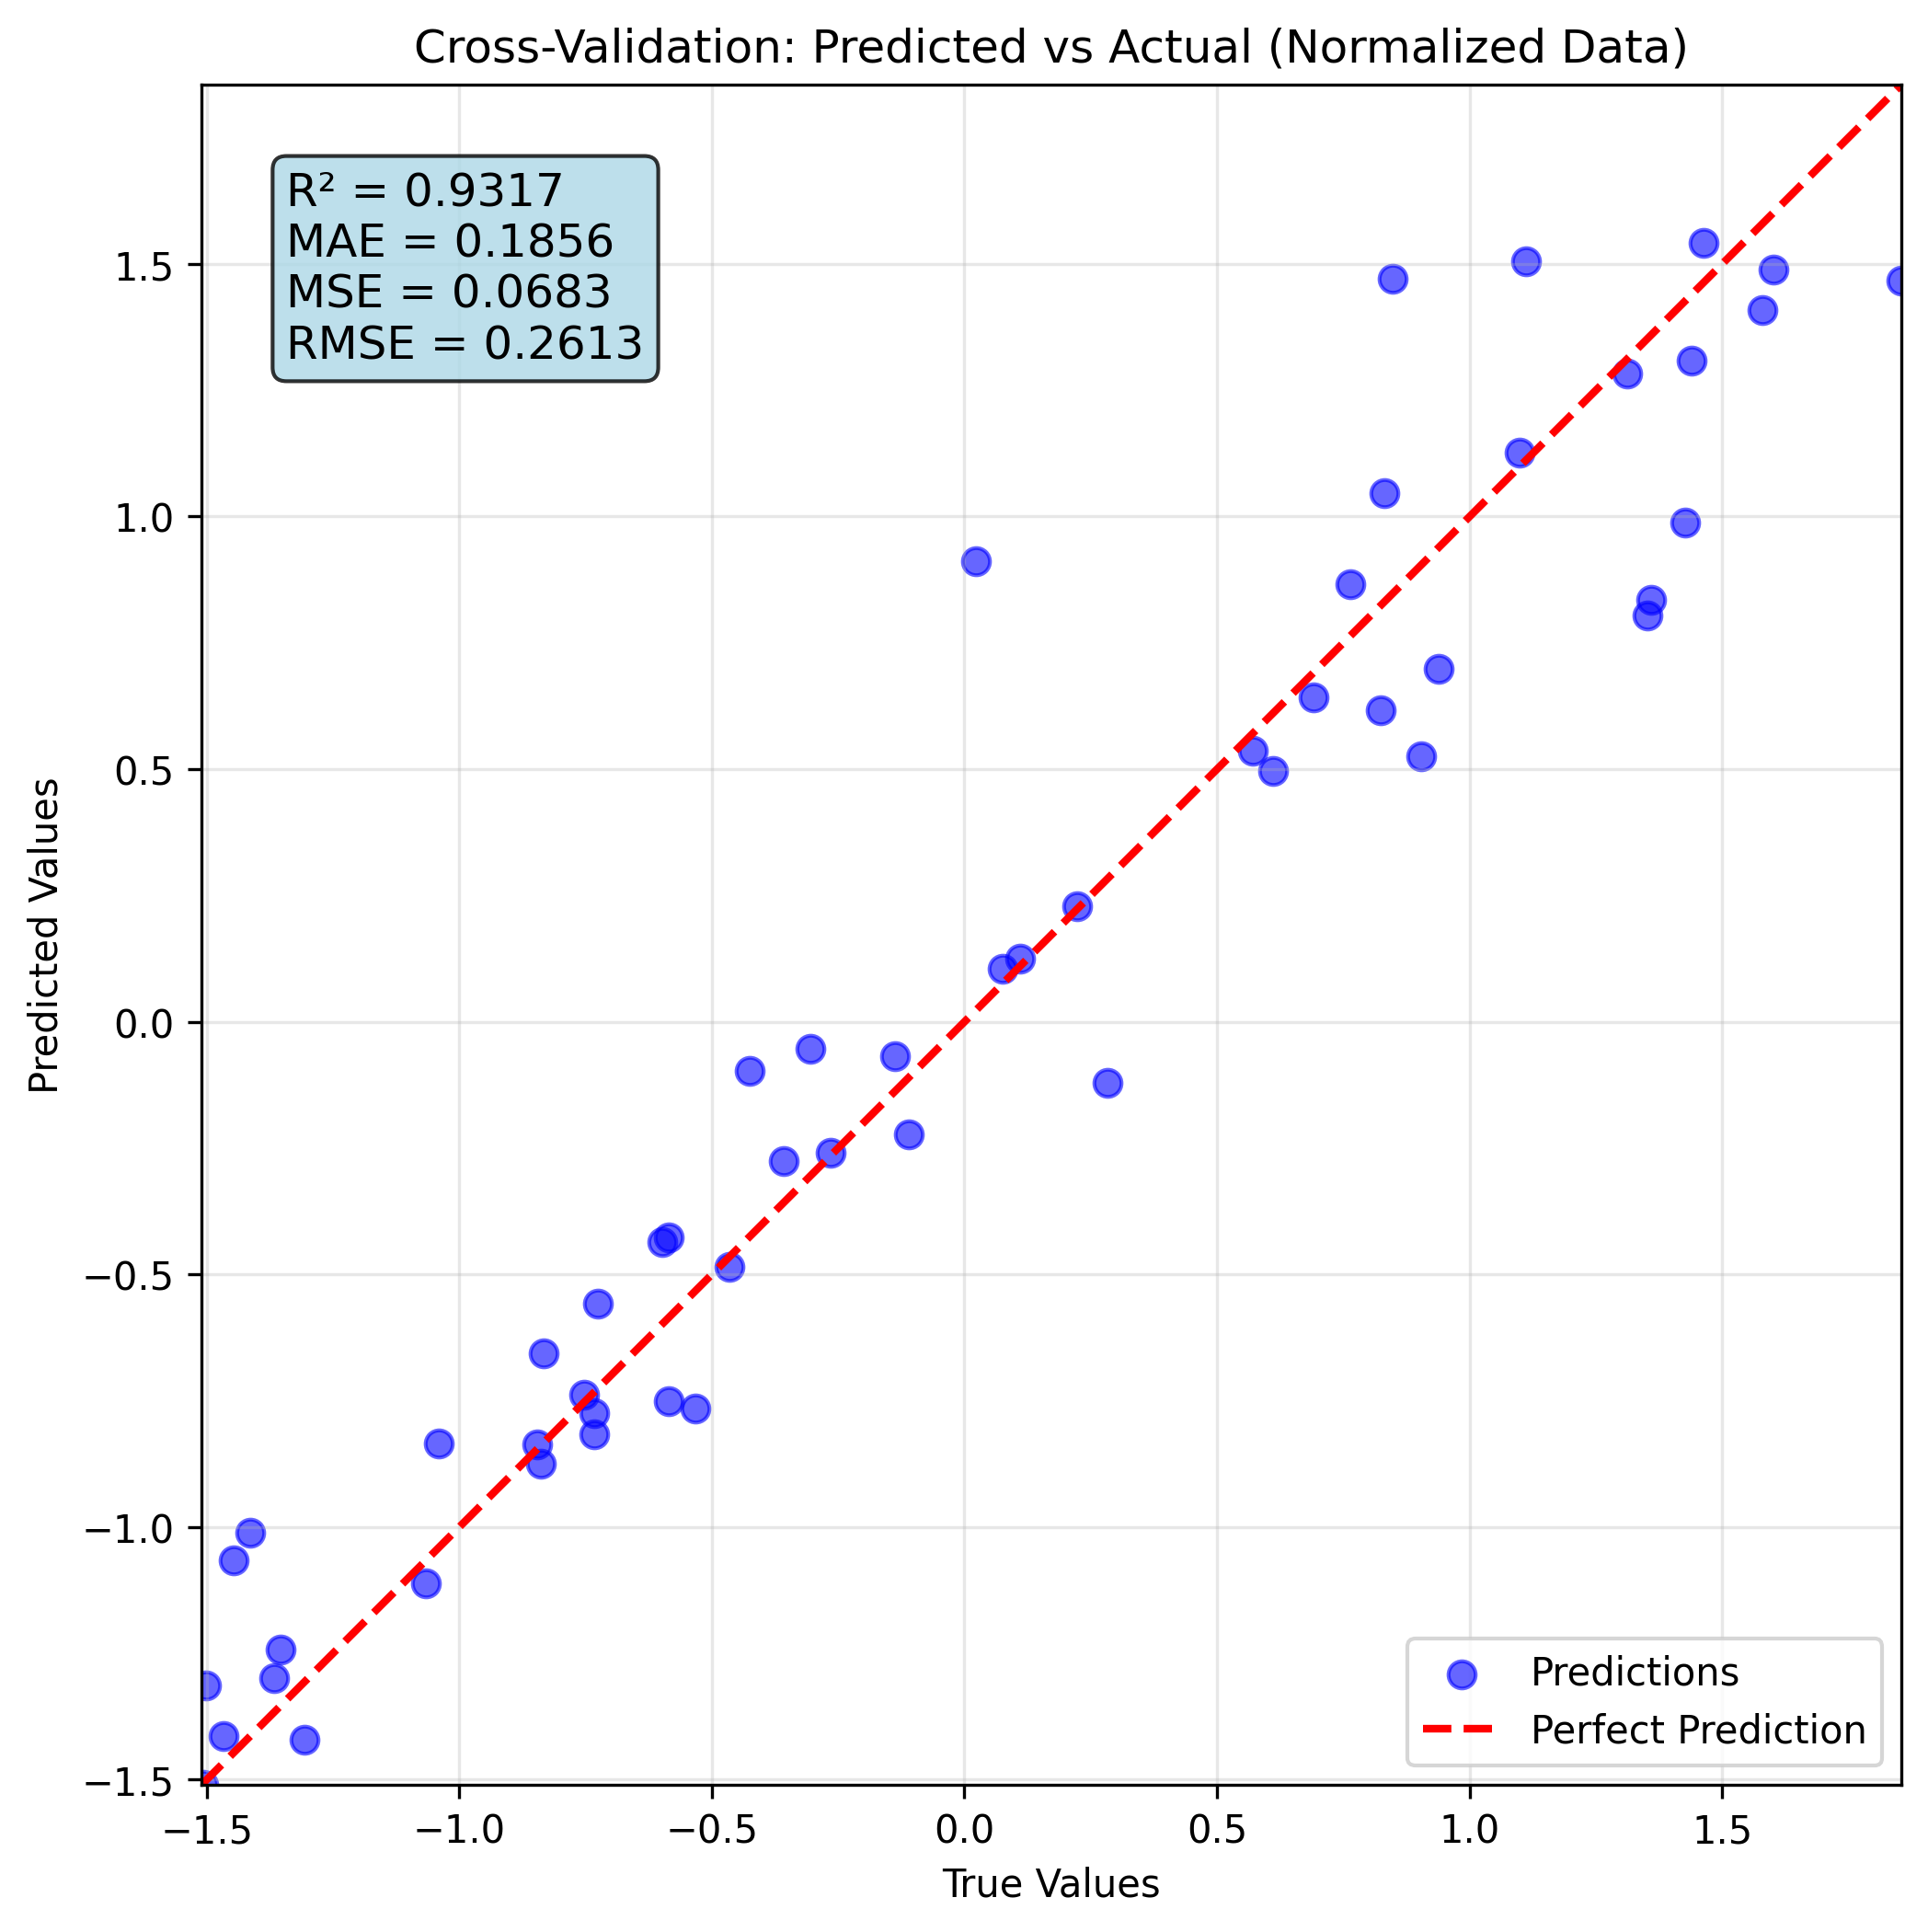 Cross-Validation: Predicted vs Actual (Normalized Data)
R² = 0.9317
MAE = 0.1856
MSE = 0.0683
RMSE = 0.2613
1.5
1.0
0.5
0.0
−0.5
−1.0
−1.5
Predicted Values
Predictions
Perfect Prediction
−1.5 −1.0 −0.5 0.0 0.5 1.0 1.5
True Values